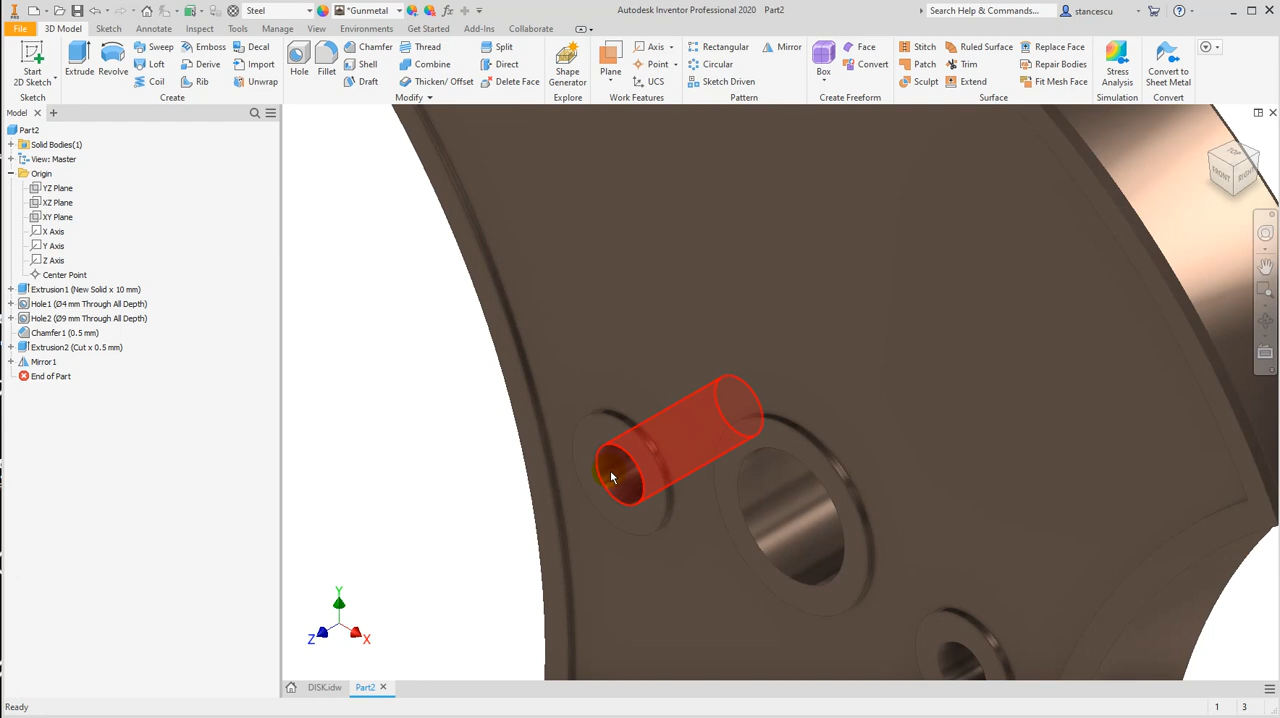 Steel
*Gunmetal
Autodesk Inventor Professional 2020 Part2
Search Help & Commands...
stancescu
File 3D Model Sketch Annotate Inspect Tools Manage View Environments Get Started Add-Ins Collaborate
Start
2D Sketch
Sketch
Extrude
Revolve
Sweep
Loft
Coil
Emboss
Derive
Rib
Decal
Import
Unwrap
Create
Hole
Fillet
Chamfer
Shell
Draft
Thread
Combine
Thicken/ Offset
Split
Direct
Delete Face
Modify
Shape
Generator
Explore
Plane
Axis
Point
UCS
Work Features
Rectangular
Circular
Sketch Driven
Mirror
Pattern
Box
Face
Convert
Create Freeform
Stitch
Patch
Sculpt
Ruled Surface
Trim
Extend
Replace Face
Repair Bodies
Fit Mesh Face
Surface
Stress
Analysis
Simulation
Convert to
Sheet Metal
Convert
Model
Part2
Solid Bodies(1)
View: Master
Origin
YZ Plane
XZ Plane
XY Plane
X Axis
Y Axis
Z Axis
Center Point
Extrusion1 (New Solid x 10 mm)
Hole1 (Ø4 mm Through All Depth)
Hole2 (Ø9 mm Through All Depth)
Chamfer1 (0.5 mm)
Extrusion2 (Cut x 0.5 mm)
Mirror1
End of Part
TOP
FRONT
RIGHT
Y
Z
X
DISK.idw
Part2
Ready
1 3